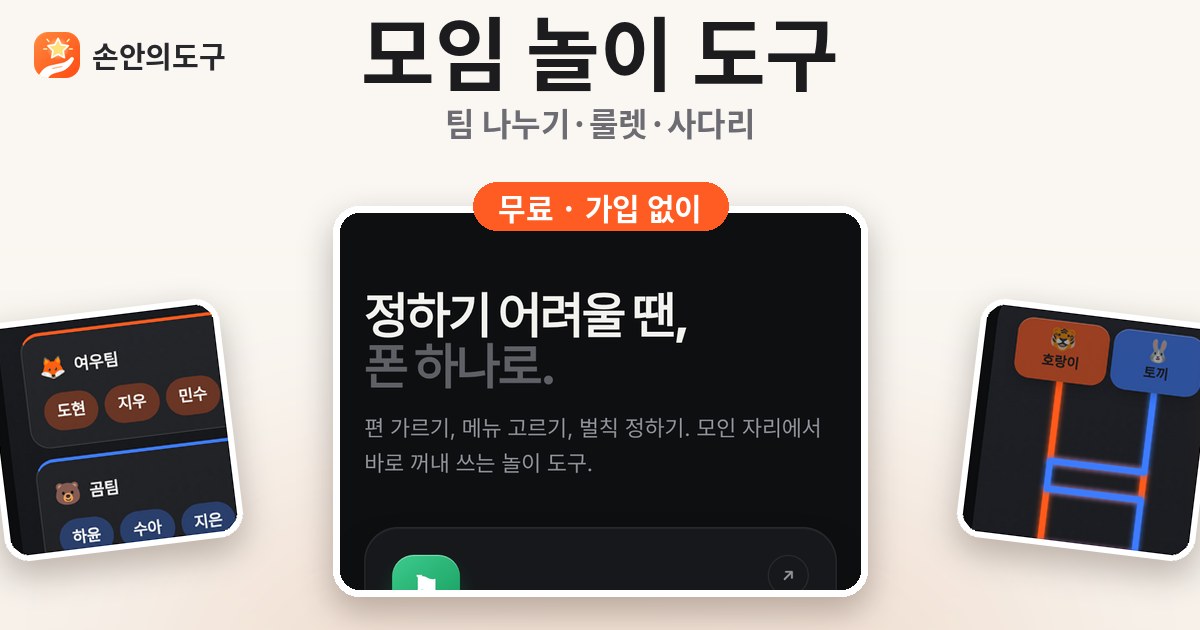 손안의도구
모임 놀이 도구
팀 나누기·룰렛·사다리
무료 · 가입 없이
정하기 어려울 땐,
폰 하나로.
편 가르기, 메뉴 고르기, 벌칙 정하기. 모인 자리에서
바로 꺼내 쓰는 놀이 도구.
여우팀
도현 지우 민수
곰팀
하윤 수아 지은
호랑이 토끼